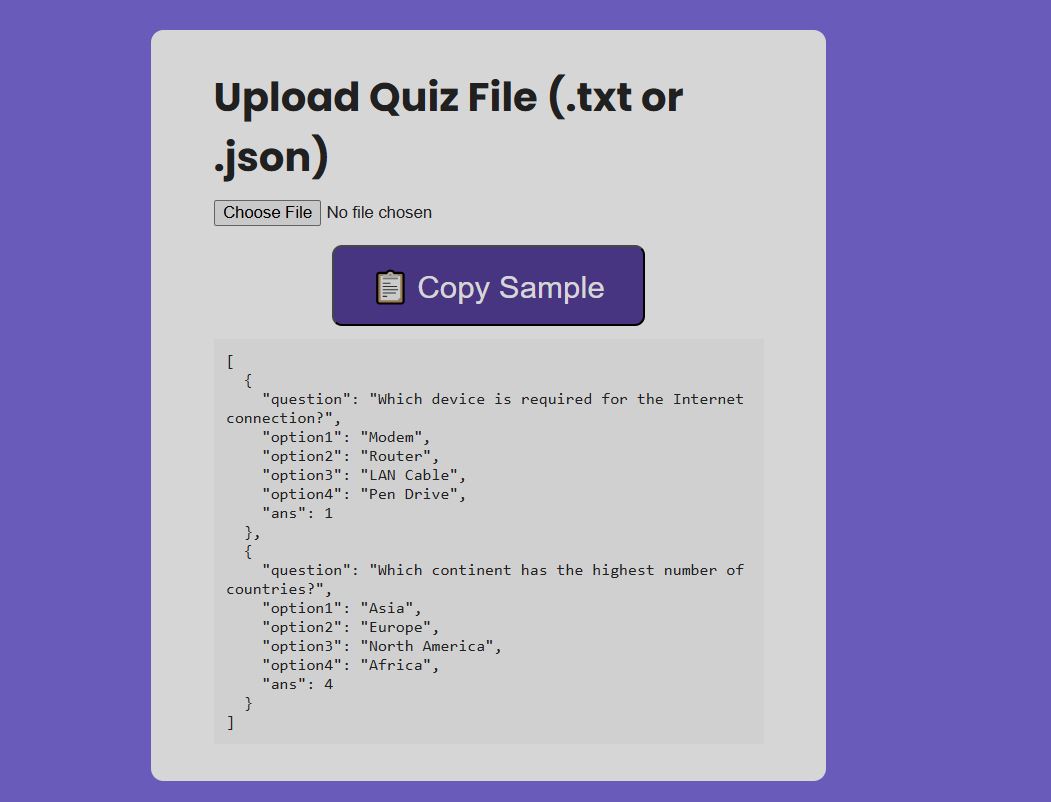 Upload Quiz File (.txt or
.json)
Choose File No file chosen
📋 Copy Sample
[
  {
    "question": "Which device is required for the Internet
connection?",
    "option1": "Modem",
    "option2": "Router",
    "option3": "LAN Cable",
    "option4": "Pen Drive",
    "ans": 1
  },
  {
    "question": "Which continent has the highest number of
countries?",
    "option1": "Asia",
    "option2": "Europe",
    "option3": "North America",
    "option4": "Africa",
    "ans": 4
  }
]